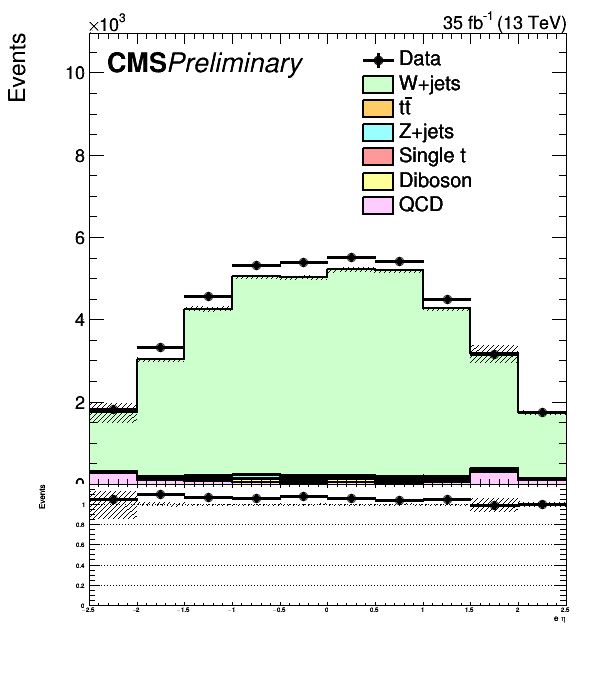 ×10³
35 fb⁻¹ (13 TeV)
Events
CMS Preliminary
Data
W+jets
tt̄
Z+jets
Single t
Diboson
QCD
10
8
6
4
2
0
Events
1
0.8
0.6
0.4
0.2
0
-2.5 -2 -1.5 -1 -0.5 0 0.5 1 1.5 2 2.5
e η